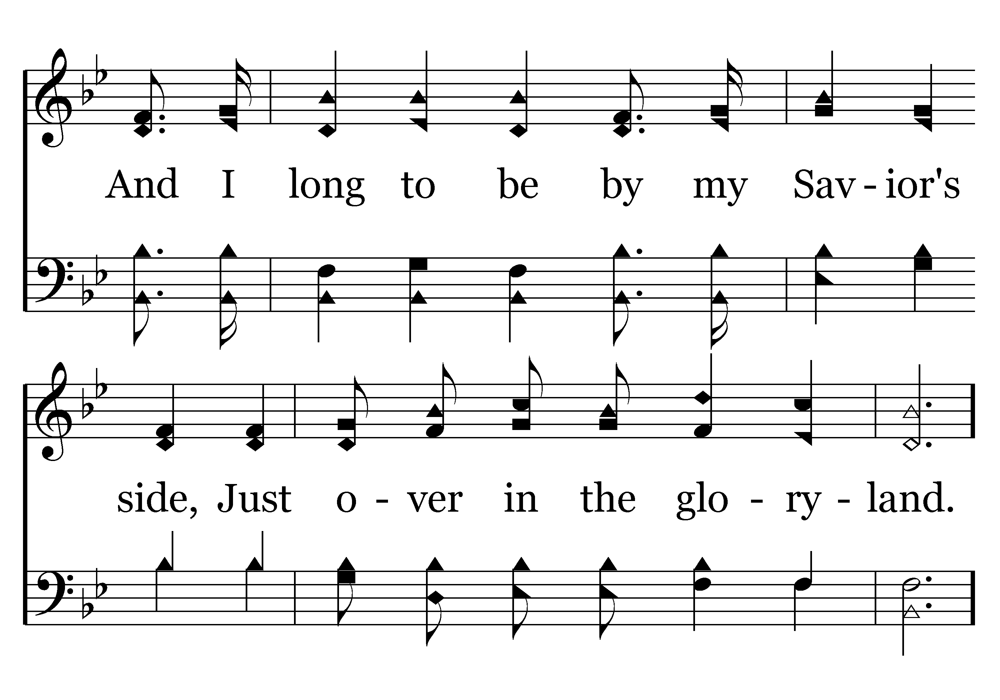 And I long to be by my Sav - ior's
side, Just o - ver in the glo - ry - land.